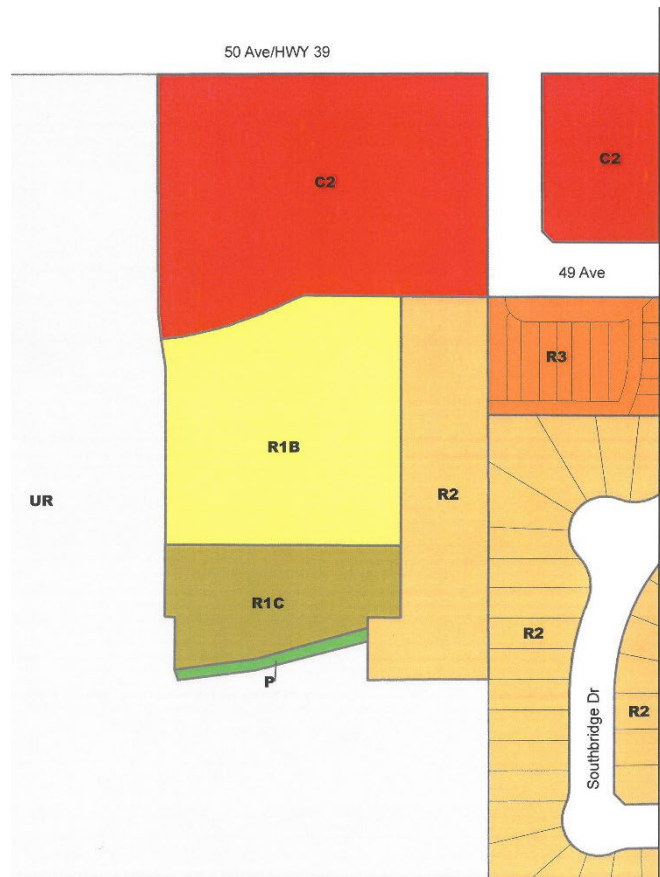 50 Ave/HWY 39
C2
C2
49 Ave
R3
R1B
R2
UR
R1C
R2
P
R2
Southbridge Dr